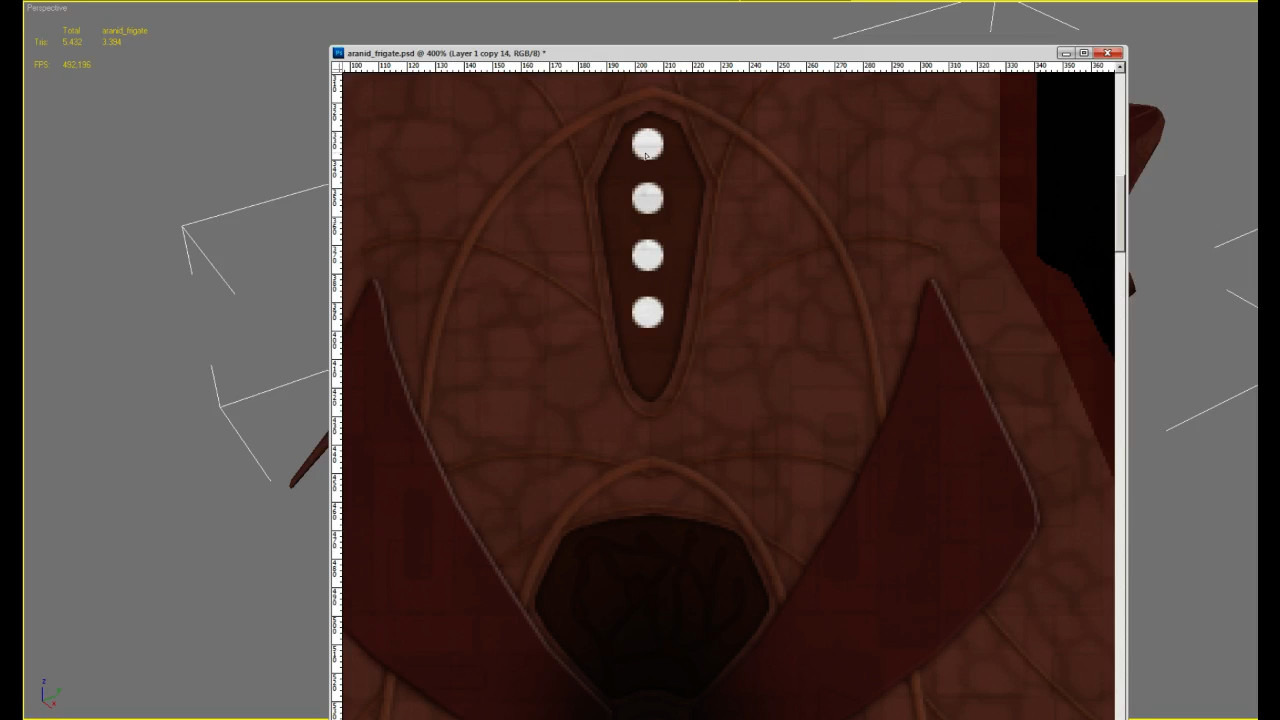 Perspective
Total aranid_frigate
Tris: 5,432 3,394
FPS: 492.196
aranid_frigate.psd @ 400% (Layer 1 copy 14, RGB/8) *
100 110 120 130 140 150 160 170 180 190 200 210 220 230 240 250 260 270 280 290 300 310 320 330 340 350 360
z
y
x